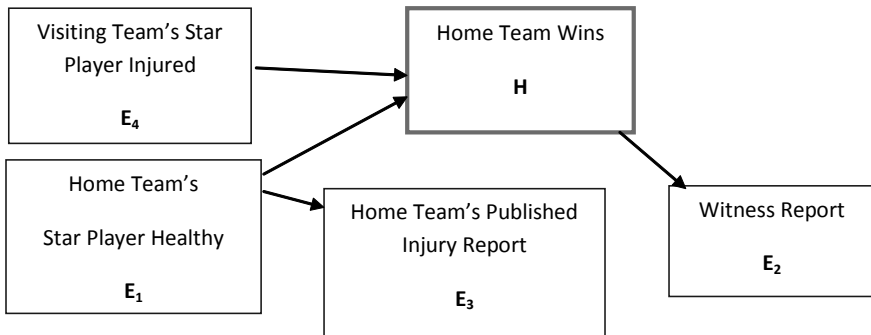 Visiting Team’s Star
Player Injured
E₄
Home Team Wins
H
Home Team’s
Star Player Healthy
E₁
Home Team’s Published
Injury Report
E₃
Witness Report
E₂